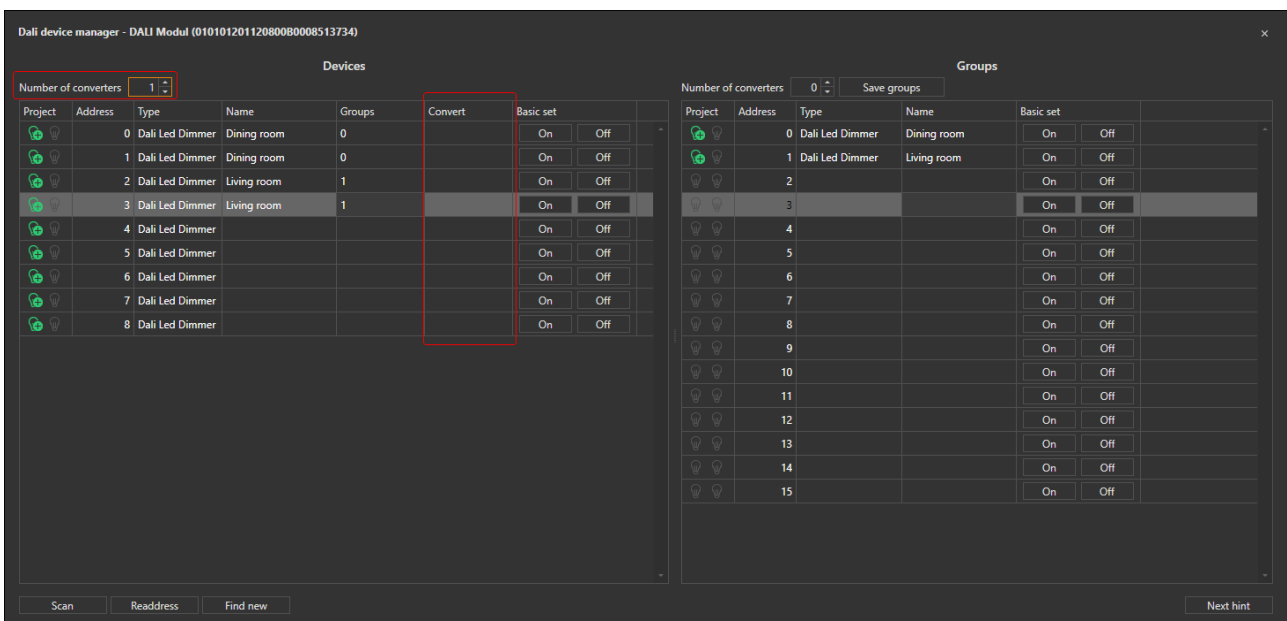 Dali device manager - DALI Modul (010101201120800B0008513734) ×
Devices
Groups
Number of converters 1
Number of converters 0 Save groups
Project Address Type Name Groups Convert Basic set
0 Dali Led Dimmer Dining room 0 On Off
1 Dali Led Dimmer Dining room 0 On Off
2 Dali Led Dimmer Living room 1 On Off
3 Dali Led Dimmer Living room 1 On Off
4 Dali Led Dimmer On Off
5 Dali Led Dimmer On Off
6 Dali Led Dimmer On Off
7 Dali Led Dimmer On Off
8 Dali Led Dimmer On Off
Project Address Type Name Basic set
0 Dali Led Dimmer Dining room On Off
1 Dali Led Dimmer Living room On Off
2 On Off
3 On Off
4 On Off
5 On Off
6 On Off
7 On Off
8 On Off
9 On Off
10 On Off
11 On Off
12 On Off
13 On Off
14 On Off
15 On Off
Scan Readdress Find new
Next hint